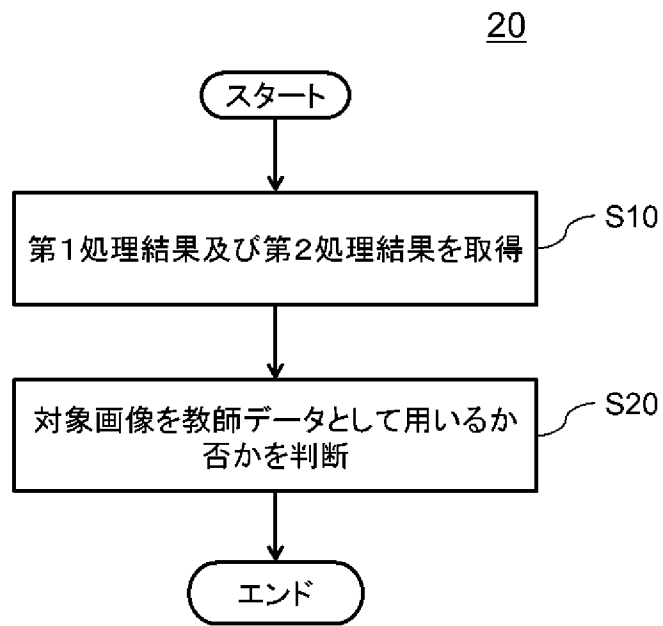 20
スタート
第1処理結果及び第2処理結果を取得
S10
対象画像を教師データとして用いるか
否かを判断
S20
エンド